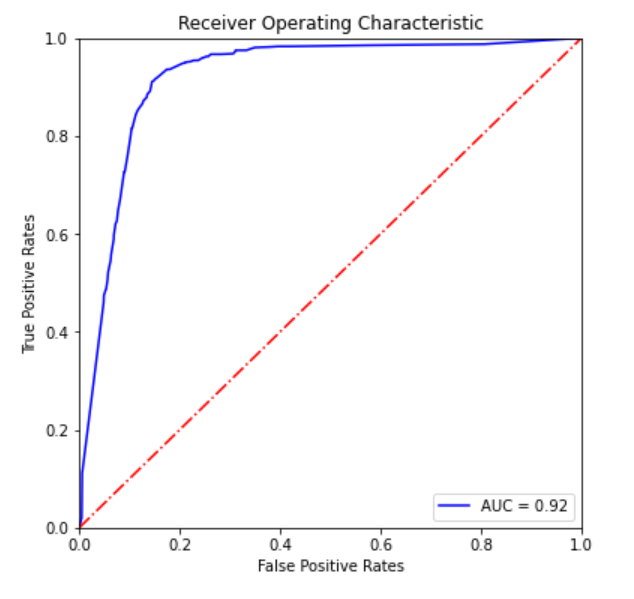 Receiver Operating Characteristic
1.0
0.8
0.6
0.4
0.2
0.0
True Positive Rates
AUC = 0.92
0.0 0.2 0.4 0.6 0.8 1.0
False Positive Rates